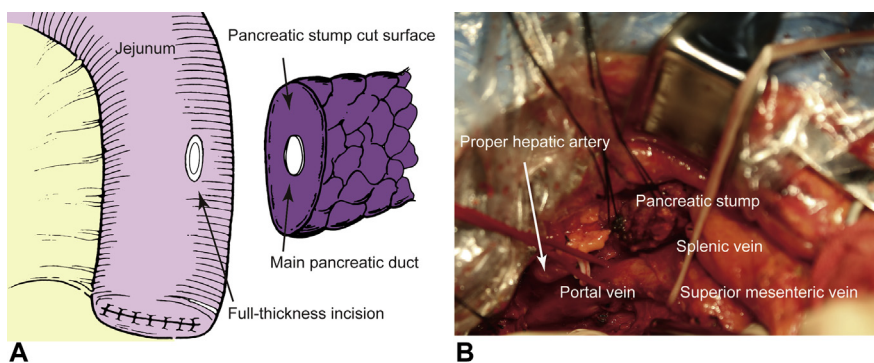 Jejunum
Pancreatic stump cut surface
Main pancreatic duct
Full-thickness incision
A
Proper hepatic artery
Pancreatic stump
Splenic vein
Portal vein
Superior mesenteric vein
B